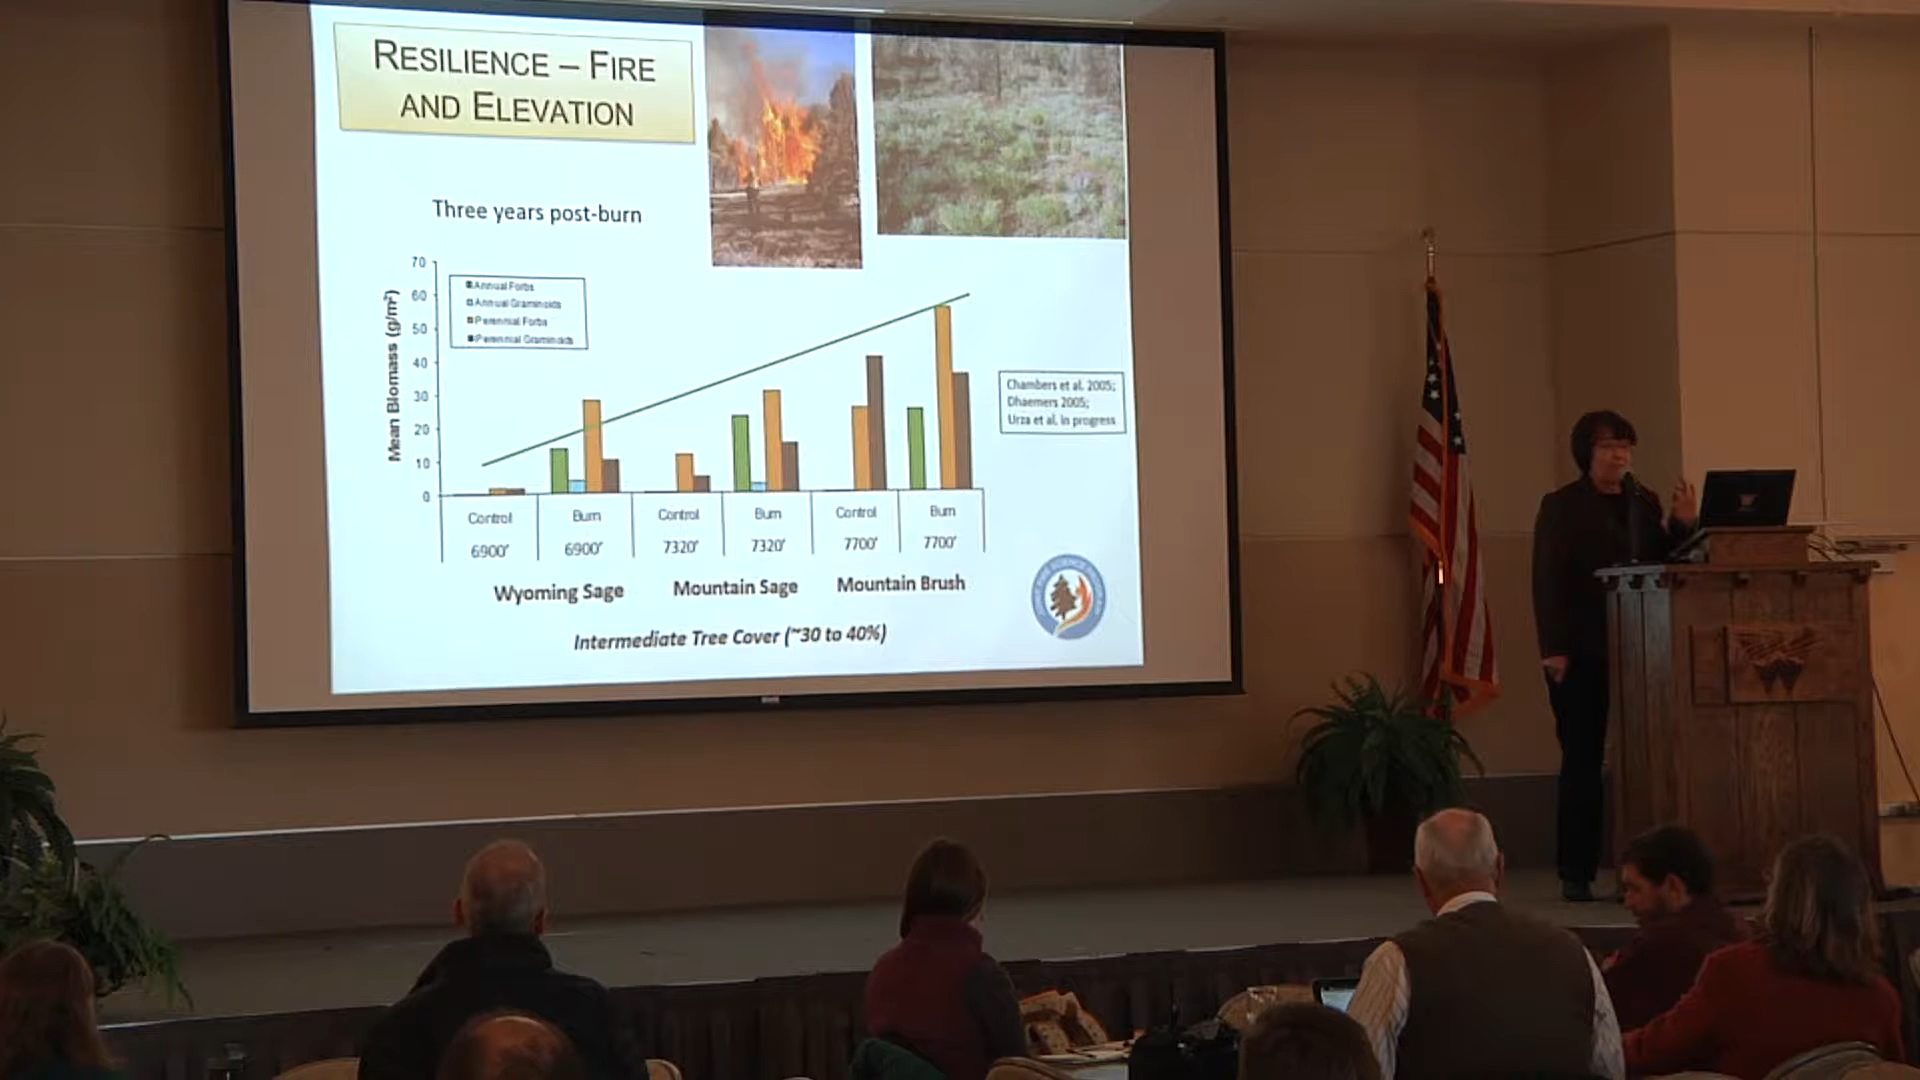 RESILIENCE – FIRE
AND ELEVATION
Three years post-burn
Mean Biomass (g/m²)
70
60
50
40
30
20
10
0
Annual Forbs
Annual Graminoids
Perennial Forbs
Perennial Graminoids
Control
Burn
Control
Burn
Control
Burn
6900'
6900'
7320'
7320'
7700'
7700'
Wyoming Sage
Mountain Sage
Mountain Brush
Intermediate Tree Cover (~30 to 40%)
Chambers et al. 2005;
Dhaemers 2005;
Urza et al. in progress